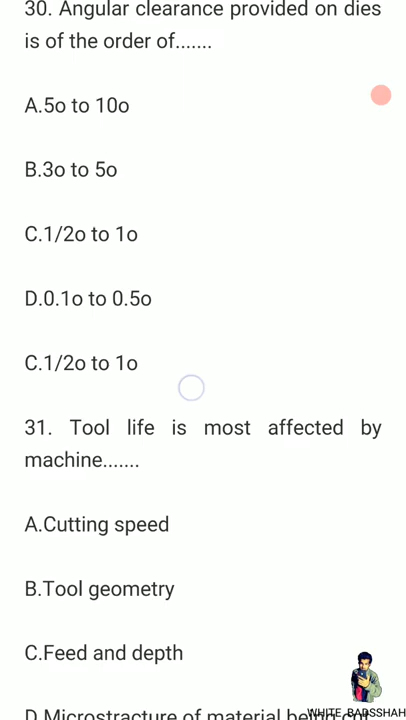 30. Angular clearance provided on dies
is of the order of.......
A.5o to 10o
B.3o to 5o
C.1/2o to 1o
D.0.1o to 0.5o
C.1/2o to 1o
31. Tool life is most affected by
machine.......
A.Cutting speed
B.Tool geometry
C.Feed and depth
D.Microstracture of material being
WHITE BADSSHAH